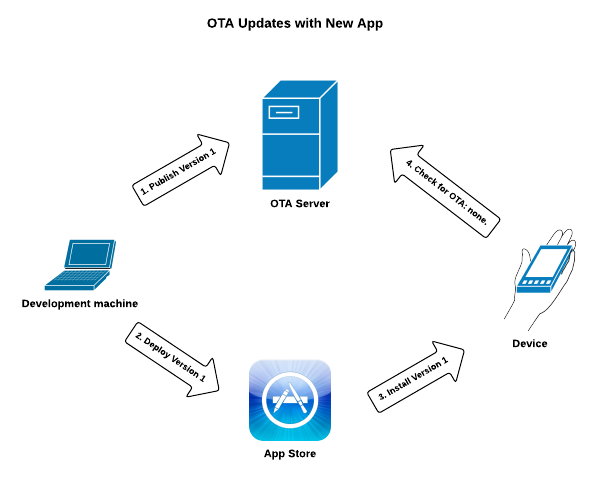 OTA Updates with New App
1. Publish Version 1
4. Check for OTA: none.
OTA Server
Development machine
2. Deploy Version 1
3. Install Version 1
Device
App Store